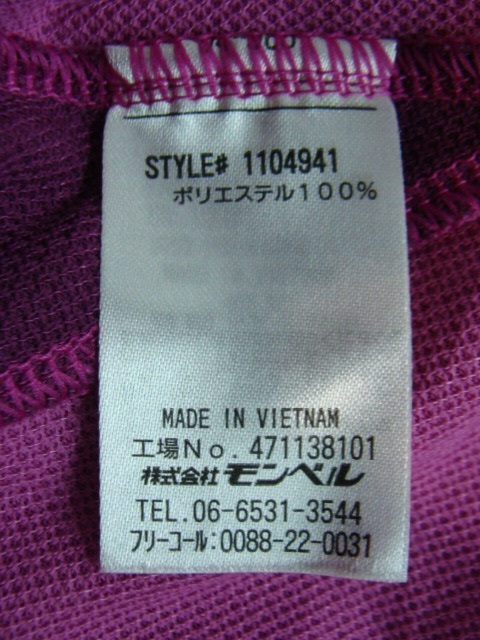 STYLE# 1104941
ポリエステル100%
MADE IN VIETNAM
工場No.471138101
株式会社モンベル
TEL.06-6531-3544
フリーコール:0088-22-0031